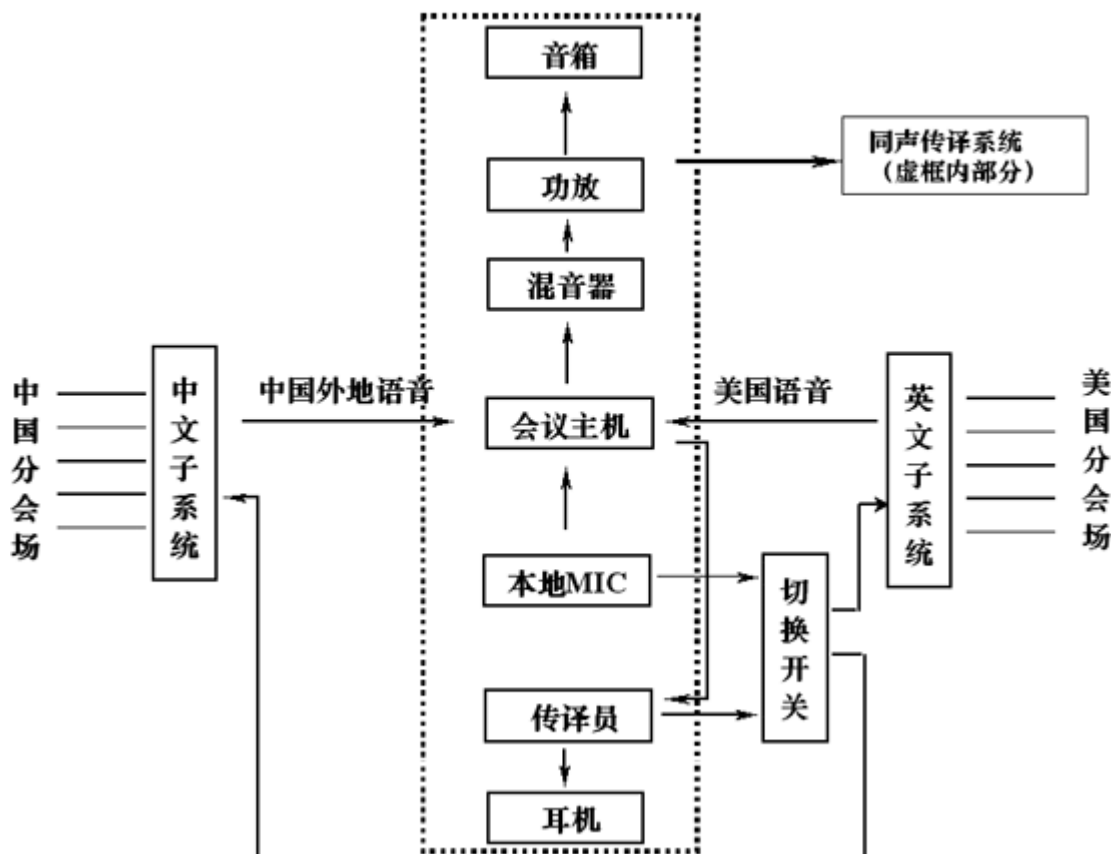 音箱
同声传译系统
（虚框内部分）
功放
混音器
中国分会场
中文子系统
中国外地语音
会议主机
美国语音
英文子系统
美国分会场
本地MIC
切换开关
传译员
耳机